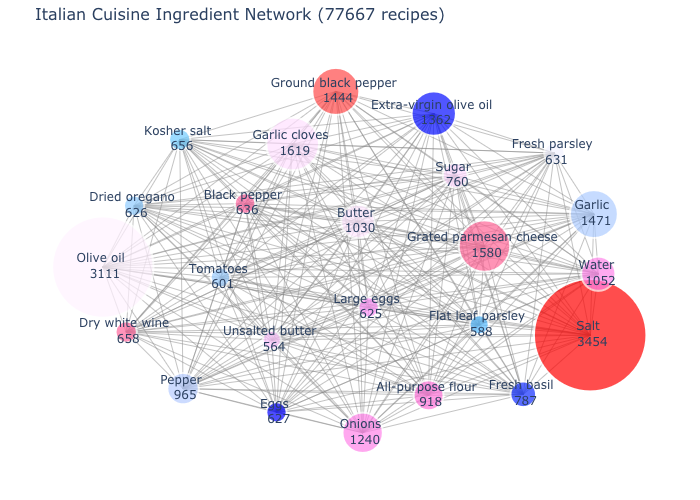 Italian Cuisine Ingredient Network (77667 recipes)
Ground black pepper
1444
Extra-virgin olive oil
1362
Kosher salt
656
Garlic cloves
1619
Fresh parsley
631
Sugar
760
Dried oregano
626
Black pepper
636
Butter
1030
Garlic
1471
Grated parmesan cheese
1580
Olive oil
3111
Tomatoes
601
Water
1052
Large eggs
625
Flat leaf parsley
588
Salt
3454
Dry white wine
658
Unsalted butter
564
Pepper
965
All-purpose flour
918
Fresh basil
787
Eggs
627
Onions
1240